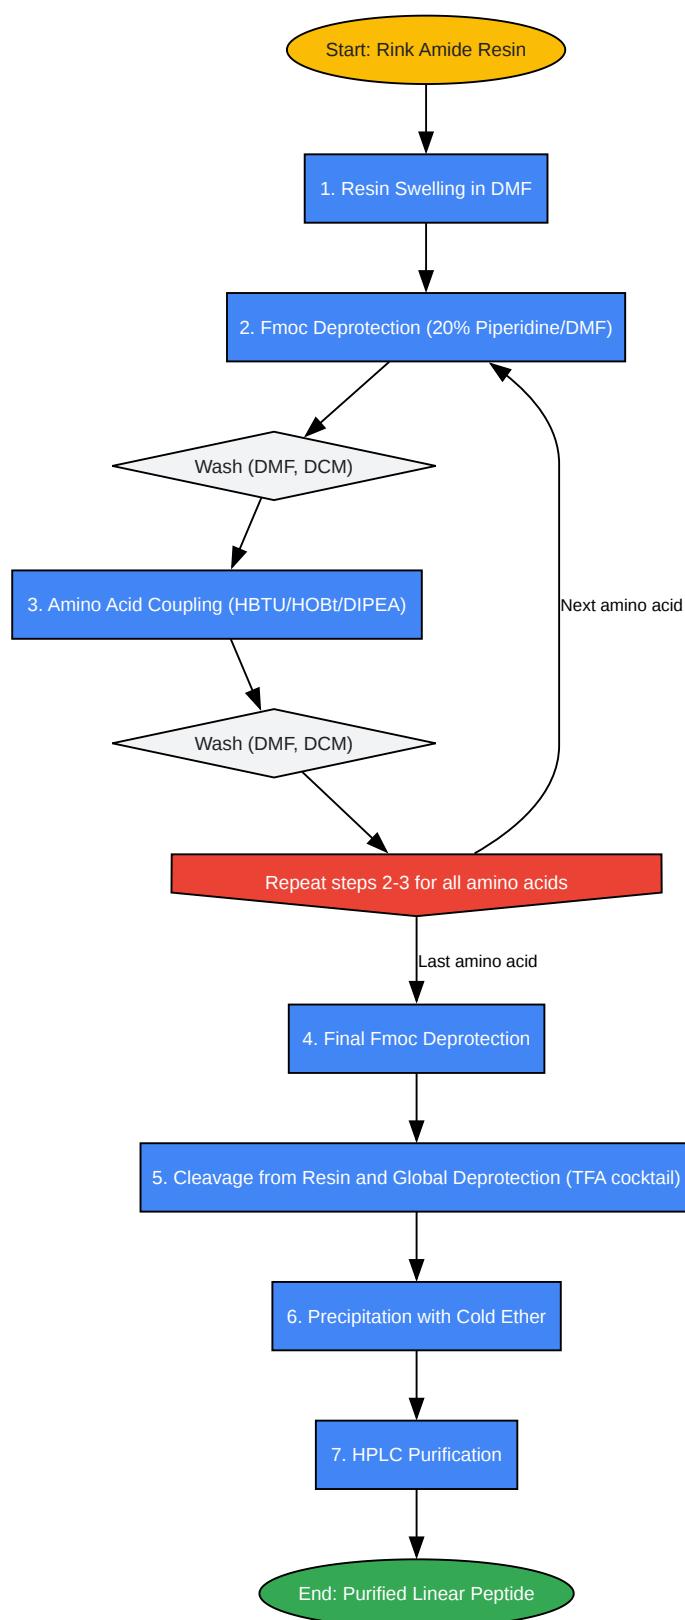 Start: Rink Amide Resin
1. Resin Swelling in DMF
2. Fmoc Deprotection (20% Piperidine/DMF)
Wash (DMF, DCM)
3. Amino Acid Coupling (HBTU/HOBt/DIPEA)
Next amino acid
Wash (DMF, DCM)
Repeat steps 2-3 for all amino acids
Last amino acid
4. Final Fmoc Deprotection
5. Cleavage from Resin and Global Deprotection (TFA cocktail)
6. Precipitation with Cold Ether
7. HPLC Purification
End: Purified Linear Peptide